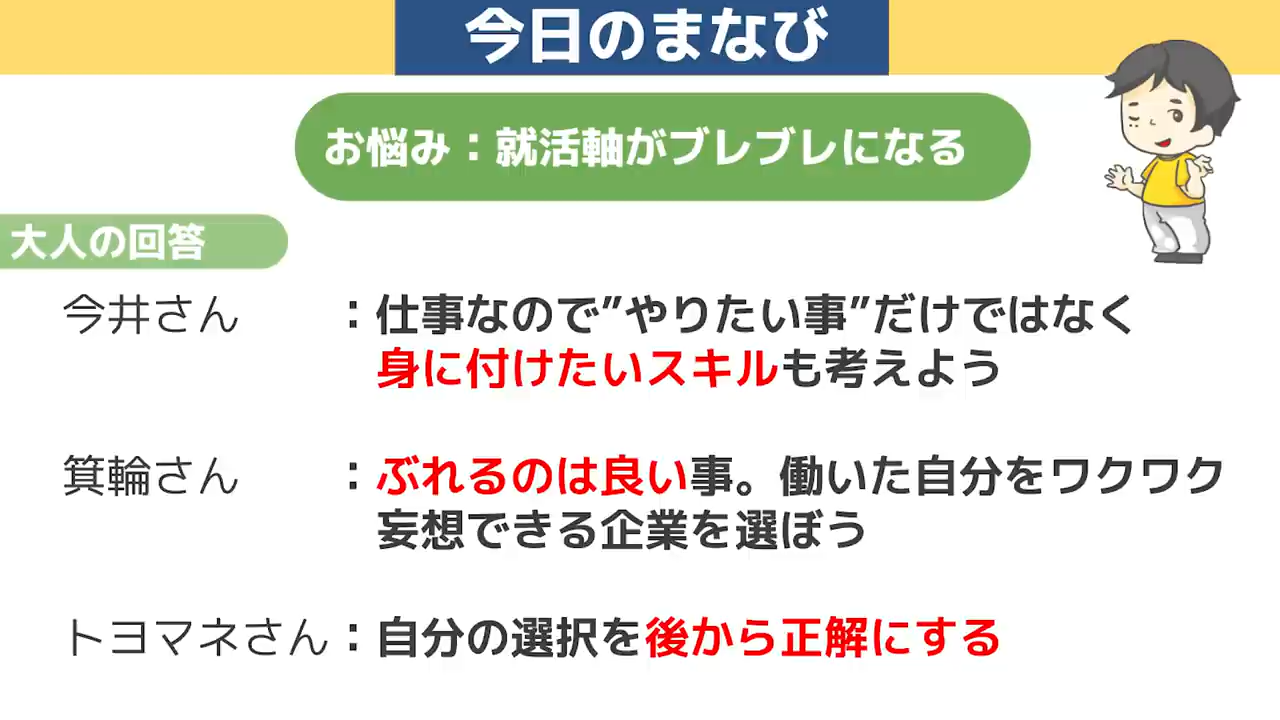 今日のまなび
お悩み：就活軸がブレブレになる
大人の回答
今井さん ：仕事なので”やりたい事”だけではなく
身に付けたいスキルも考えよう
箕輪さん ：ぶれるのは良い事。働いた自分をワクワク
妄想できる企業を選ぼう
トヨマネさん：自分の選択を後から正解にする